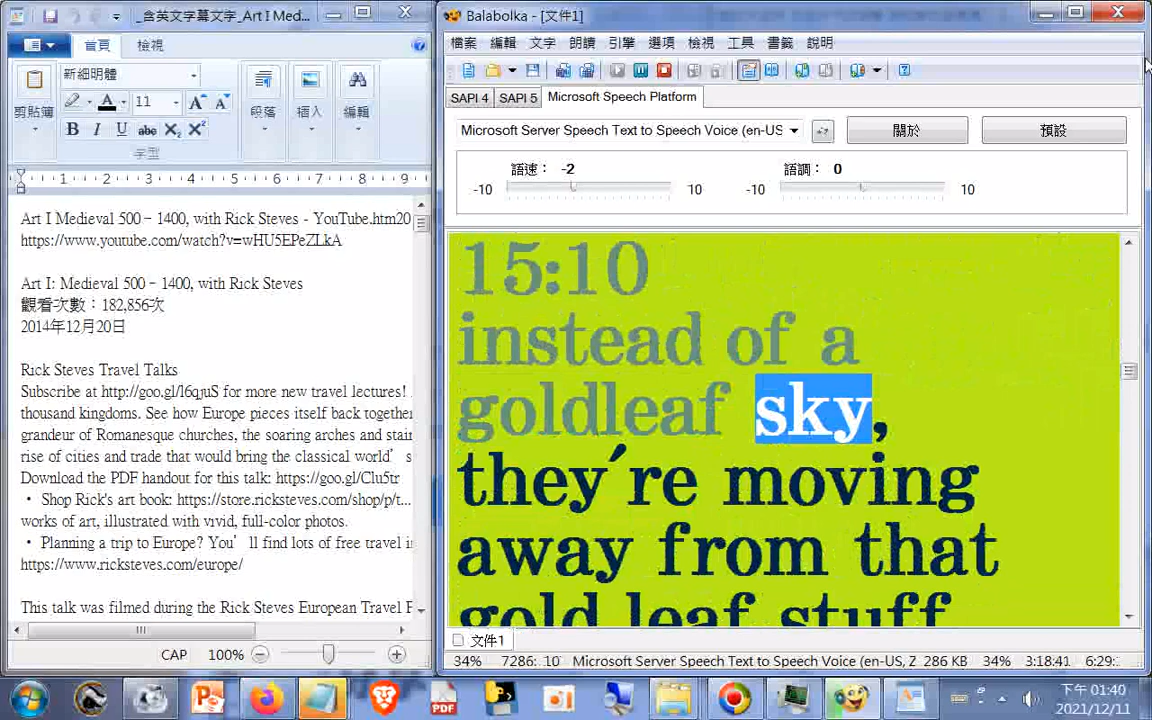 _含英文字幕文字_Art I Med...
首頁
檢視
剪貼簿
新細明體
11
字型
段落
插入
編輯
1 2 3 4 5 6 7 8 9
Art I Medieval 500 – 1400, with Rick Steves - YouTube.htm20
https://www.youtube.com/watch?v=wHU5EPeZLkA
Art I: Medieval 500 – 1400, with Rick Steves
觀看次數：182,856次
2014年12月20日
Rick Steves Travel Talks
Subscribe at http://goo.gl/l6qjuS for more new travel lectures!
thousand kingdoms. See how Europe pieces itself back together
grandeur of Romanesque churches, the soaring arches and stain
rise of cities and trade that would bring the classical world’s
Download the PDF handout for this talk: https://goo.gl/Clu5tr
• Shop Rick's art book: https://store.ricksteves.com/shop/p/t...
works of art, illustrated with vivid, full-color photos.
• Planning a trip to Europe? You’ll find lots of free travel i
https://www.ricksteves.com/europe/
This talk was filmed during the Rick Steves European Travel F
CAP 100%
Balabolka - [文件1]
檔案 編輯 文字 朗讀 引擎 選項 檢視 工具 書籤 說明
SAPI 4 SAPI 5 Microsoft Speech Platform
Microsoft Server Speech Text to Speech Voice (en-US
關於
預設
語速： -2
-10 10
語調： 0
-10 10
15:10
instead of a
goldleaf sky,
they're moving
away from that
gold leaf stuff
文件1
34% 7286: 10 Microsoft Server Speech Text to Speech Voice (en-US, Z 286 KB 34% 3:18:41 6:29:
下午 01:40
2021/12/11